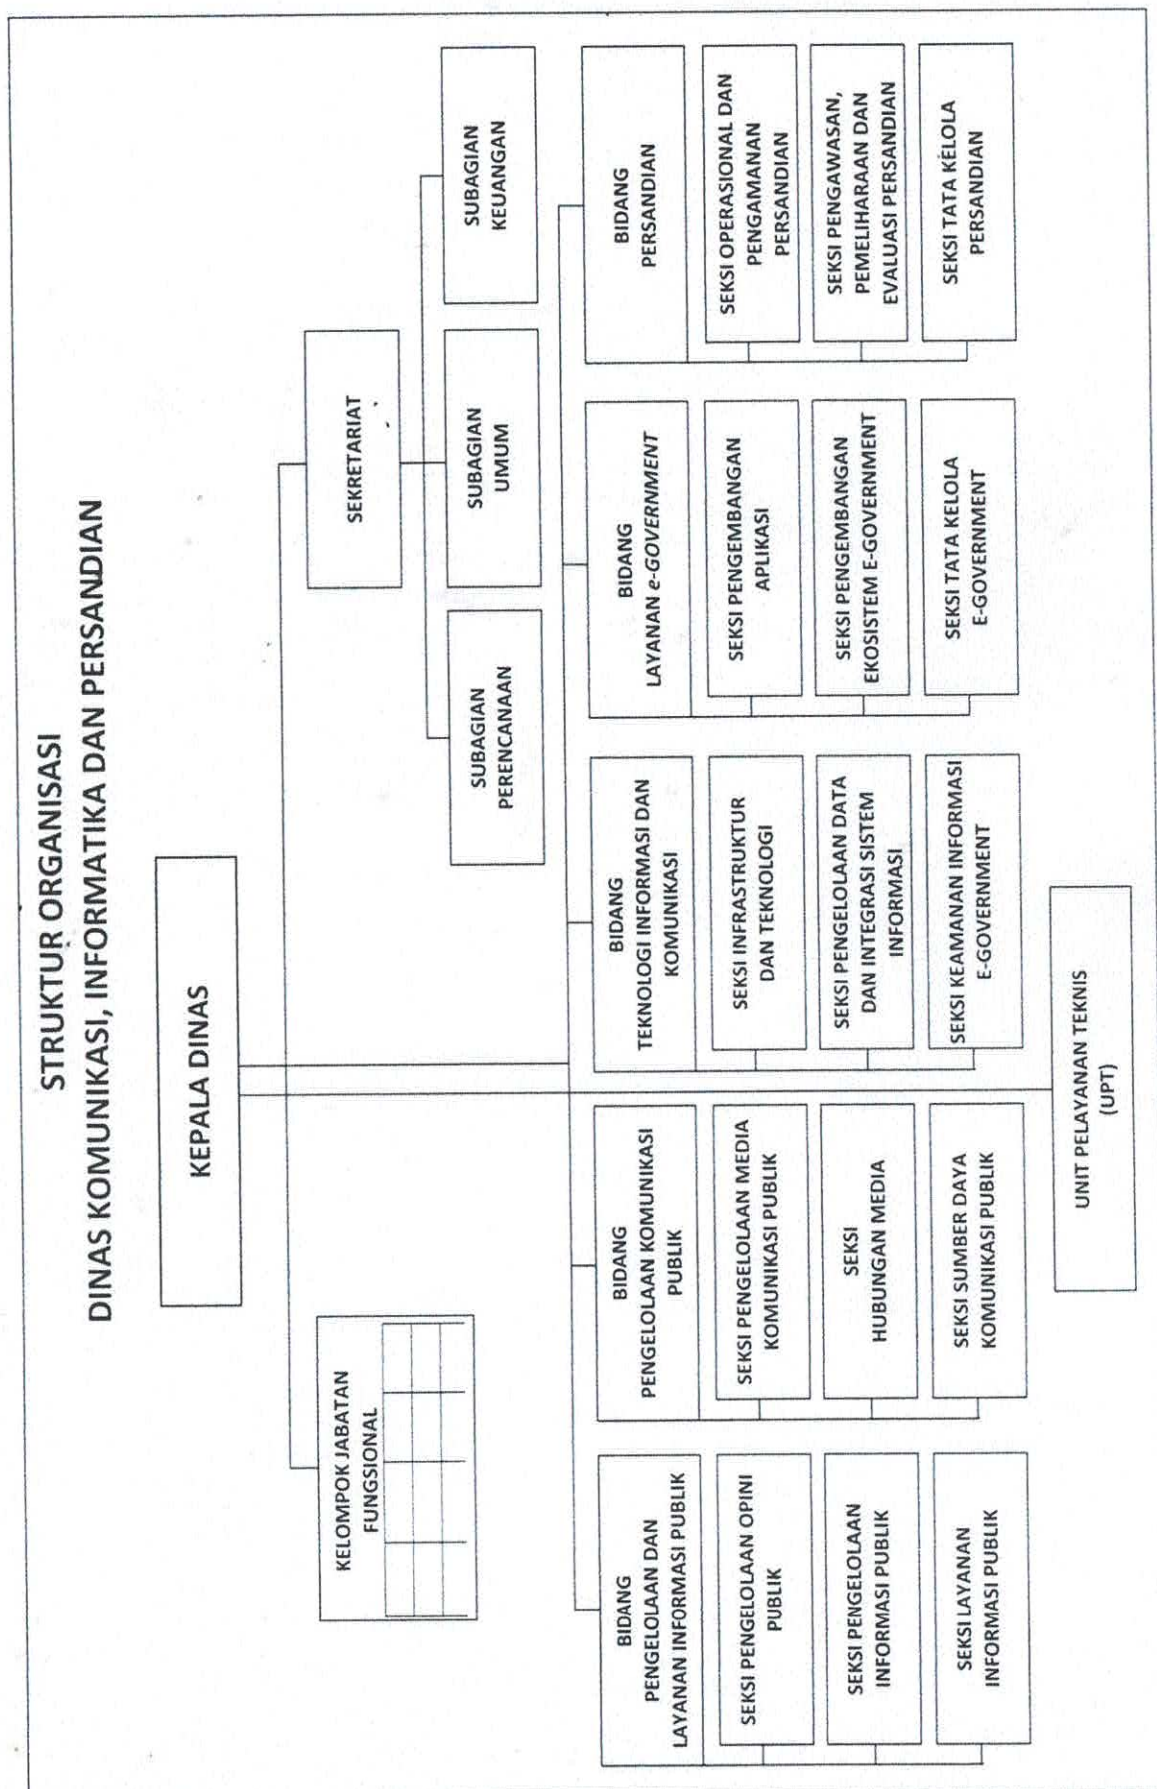 STRUKTUR ORGANISASI
DINAS KOMUNIKASI, INFORMATIKA DAN PERSANDIAN
KEPALA DINAS
KELOMPOK JABATAN
FUNGSIONAL
SEKRETARIAT
SUBAGIAN
PERENCANAAN
SUBAGIAN
UMUM
SUBAGIAN
KEUANGAN
BIDANG
PENGELOLAAN DAN
LAYANAN INFORMASI PUBLIK
SEKSI PENGELOLAAN OPINI
PUBLIK
SEKSI PENGELOLAAN
INFORMASI PUBLIK
SEKSI LAYANAN
INFORMASI PUBLIK
BIDANG
PENGELOLAAN KOMUNIKASI
PUBLIK
SEKSI PENGELOLAAN MEDIA
KOMUNIKASI PUBLIK
SEKSI
HUBUNGAN MEDIA
SEKSI SUMBER DAYA
KOMUNIKASI PUBLIK
BIDANG
TEKNOLOGI INFORMASI DAN
KOMUNIKASI
SEKSI INFRASTRUKTUR
DAN TEKNOLOGI
SEKSI PENGELOLAAN DATA
DAN INTEGRASI SISTEM
INFORMASI
SEKSI KEAMANAN INFORMASI
E-GOVERNMENT
BIDANG
LAYANAN e-GOVERNMENT
SEKSI PENGEMBANGAN
APLIKASI
SEKSI PENGEMBANGAN
EKOSISTEM E-GOVERNMENT
SEKSI TATA KELOLA
E-GOVERNMENT
BIDANG
PERSANDIAN
SEKSI OPERASIONAL DAN
PENGAMANAN
PERSANDIAN
SEKSI PENGAWASAN,
PEMELIHARAAN DAN
EVALUASI PERSANDIAN
SEKSI TATA KELOLA
PERSANDIAN
UNIT PELAYANAN TEKNIS
(UPT)